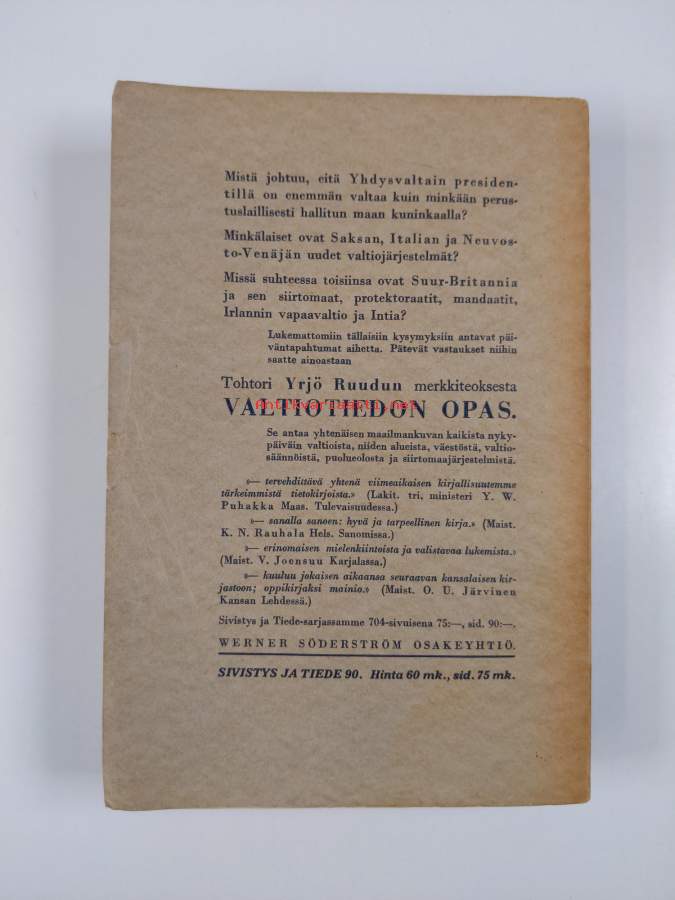 Mistä johtuu, eitä Yhdysvaltain presiden-
tillä on enemmän valtaa kuin minkään perus-
tuslaillisesti hallitun maan kuninkaalla?
Minkälaiset ovat Saksan, Italian ja Neuvos-
to-Venäjän uudet valtiojärjestelmät?
Missä suhteessa toisiinsa ovat Suur-Britannia
ja sen siirtomaat, protektoraatit, mandaatit,
Irlannin vapaavaltio ja Intia?
Lukemattomiin tällaisiin kysymyksiin antavat päi-
väntapahtumat aihetta. Pätevät vastaukset niihin
saatte ainoastaan
Tohtori Yrjö Ruudun merkkiteoksesta
Antikvariaatti.net
VALTIOTIEDON OPAS.
Se antaa yhtenäisen maailmankuvan kaikista nyky-
päiväin valtioista, niiden alueista, väestöstä, valtio-
säännöistä, puolueolosta ja siirtomaajärjestelmistä.
»— tervehdittävä yhtenä viimeaikaisen kirjallisuutemme
tärkeimmistä tietokirjoista.» (Lakit. tri, ministeri Y. W.
Puhakka Maas. Tulevaisuudessa.)
»— sanalla sanoen: hyvä ja tarpeellinen kirja.» (Maist.
K. N. Rauhala Hels. Sanomissa.)
»— erinomaisen mielenkiintoista ja valistavaa lukemista.»
(Maist. V. Joensuu Karjalassa.)
»— kuuluu jokaisen aikaansa seuraavan kansalaisen kir-
jastoon; oppikirjaksi mainio.» (Maist. O. U. Järvinen
Kansan Lehdessä.)
Sivistys ja Tiede-sarjassamme 704-sivuisena 75:—, sid. 90:—.
WERNER SÖDERSTRÖM OSAKEYHTIÖ.
SIVISTYS JA TIEDE 90. Hinta 60 mk., sid. 75 mk.